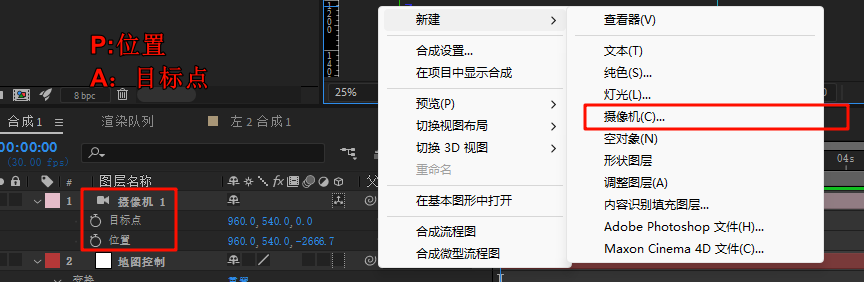 P:位置
A：目标点
8 bpc
25%
合成1
渲染队列
左 2 合成 1
0:00:00:00
(30.00 fps)
#
图层名称
父
1
摄像机 1
目标点
960.0, 540.0, 0.0
位置
960.0, 540.0, -2666.7
2
地图控制
变换
重置
新建
合成设置...
在项目中显示合成
预览(P)
切换视图布局
切换 3D 视图
重命名
在基本图形中打开
合成流程图
合成微型流程图
查看器(V)
文本(T)
纯色(S)...
灯光(L)...
摄像机(C)...
空对象(N)
形状图层
调整图层(A)
内容识别填充图层...
Adobe Photoshop 文件(H)...
Maxon Cinema 4D 文件(C)...
04s